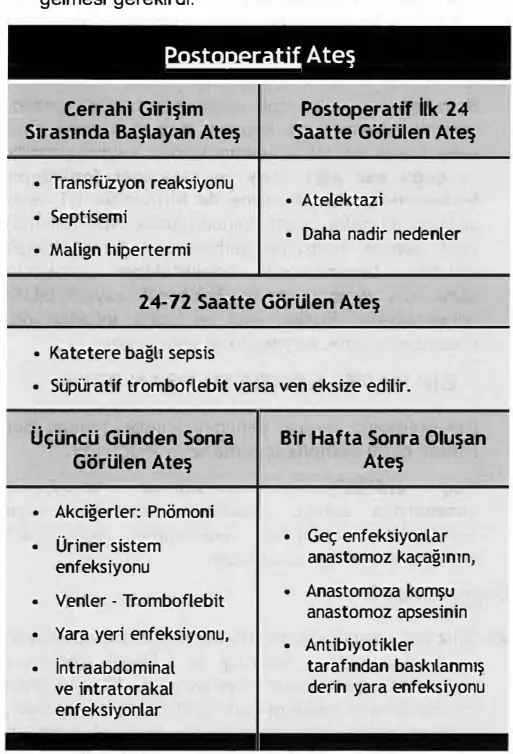 gelmesi gerekirdi.
Postoperatif Ateş
Cerrahi Girişim
Sırasında Başlayan Ateş
Postoperatif İlk 24
Saatte Görülen Ateş
• Transfüzyon reaksiyonu
• Septisemi
• Malign hipertermi
• Atelektazi
• Daha nadir nedenler
24-72 Saatte Görülen Ateş
• Katetere bağlı sepsis
• Süpüratif tromboflebit varsa ven eksize edilir.
Üçüncü Günden Sonra
Görülen Ateş
Bir Hafta Sonra Oluşan
Ateş
• Akciğerler: Pnömoni
• Üriner sistem
enfeksiyonu
• Venler - Tromboflebit
• Yara yeri enfeksiyonu,
• İntraabdominal
ve intratorakal
enfeksiyonlar
• Geç enfeksiyonlar
anastomoz kaçağının,
• Anastomoza komşu
anastomoz apsesinin
• Antibiyotikler
tarafından baskılanmış
derin yara enfeksiyonu